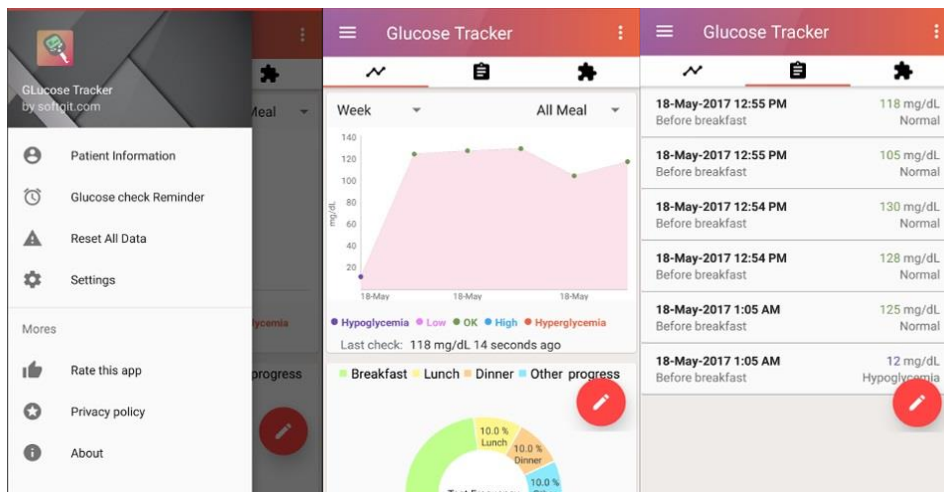 GLucose Tracker
by softgit.com
Meal
Patient Information
Glucose check Reminder
Reset All Data
Settings
Mores
Rate this app
Privacy policy
About
ycemia
progress
Glucose Tracker
Week
All Meal
140
120
100
80
60
40
20
mg/dL
18-May
18-May
18-May
Hypoglycemia Low OK High Hyperglycemia
Last check: 118 mg/dL 14 seconds ago
Breakfast Lunch Dinner Other progress
10.0 %
Lunch
10.0 %
Dinner
10.0 %
Glucose Tracker
18-May-2017 12:55 PM 118 mg/dL
Before breakfast Normal
18-May-2017 12:55 PM 105 mg/dL
Before breakfast Normal
18-May-2017 12:54 PM 130 mg/dL
Before breakfast Normal
18-May-2017 12:54 PM 128 mg/dL
Before breakfast Normal
18-May-2017 1:05 AM 125 mg/dL
Before breakfast Normal
18-May-2017 1:05 AM 12 mg/dL
Before breakfast Hypoglycemia